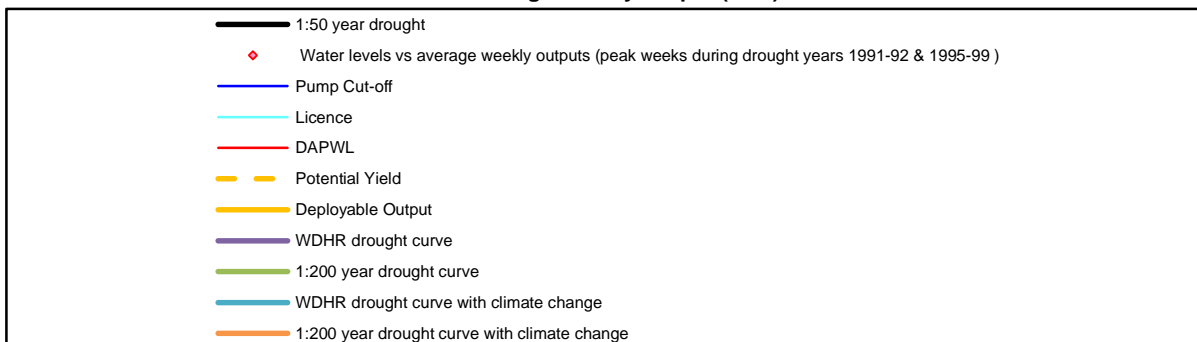 1:50 year drought
Water levels vs average weekly outputs (peak weeks during drought years 1991-92 & 1995-99 )
Pump Cut-off
Licence
DAPWL
Potential Yield
Deployable Output
WDHR drought curve
1:200 year drought curve
WDHR drought curve with climate change
1:200 year drought curve with climate change